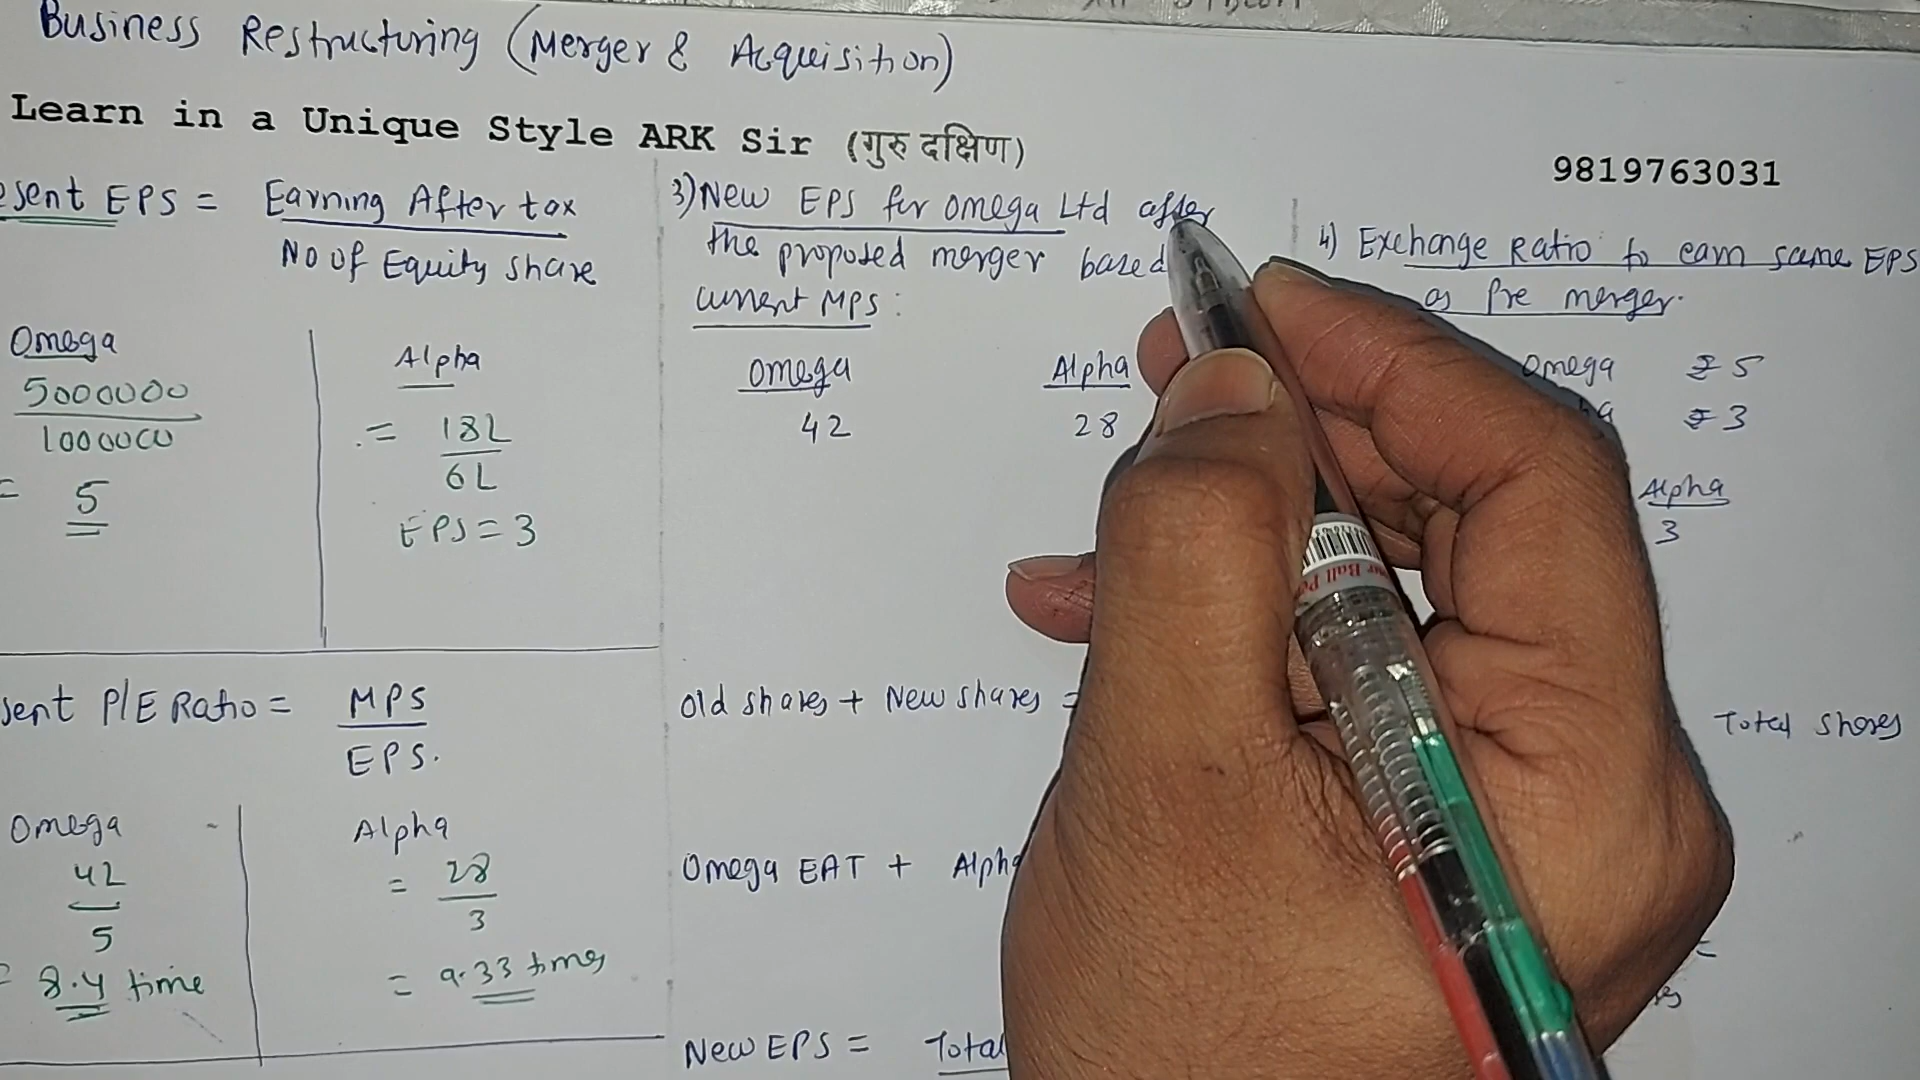 Business Restructuring (Merger & Acquisition)
Learn in a Unique Style ARK Sir (गुरु दक्षिण)
9819763031
esent EPS = Earning After tax
No of Equity share
Omega
5000000
1000000
= 5
Alpha
= 18L
6L
EPS = 3
sent P/E Ratio = MPS
EPS.
Omega
42
5
= 8.4 time
Alpha
= 28
3
= 9.33 times
3) New EPS for Omega Ltd after
the proposed merger based
current MPS :
Omega Alpha
42 28
Old shares + New shares =
Omega EAT + Alpha
New EPS = Total
4) Exchange Ratio to earn same EPS
as Pre merger.
Omega ₹ 5
₹ 3
Alpha
3
Total Shares
=